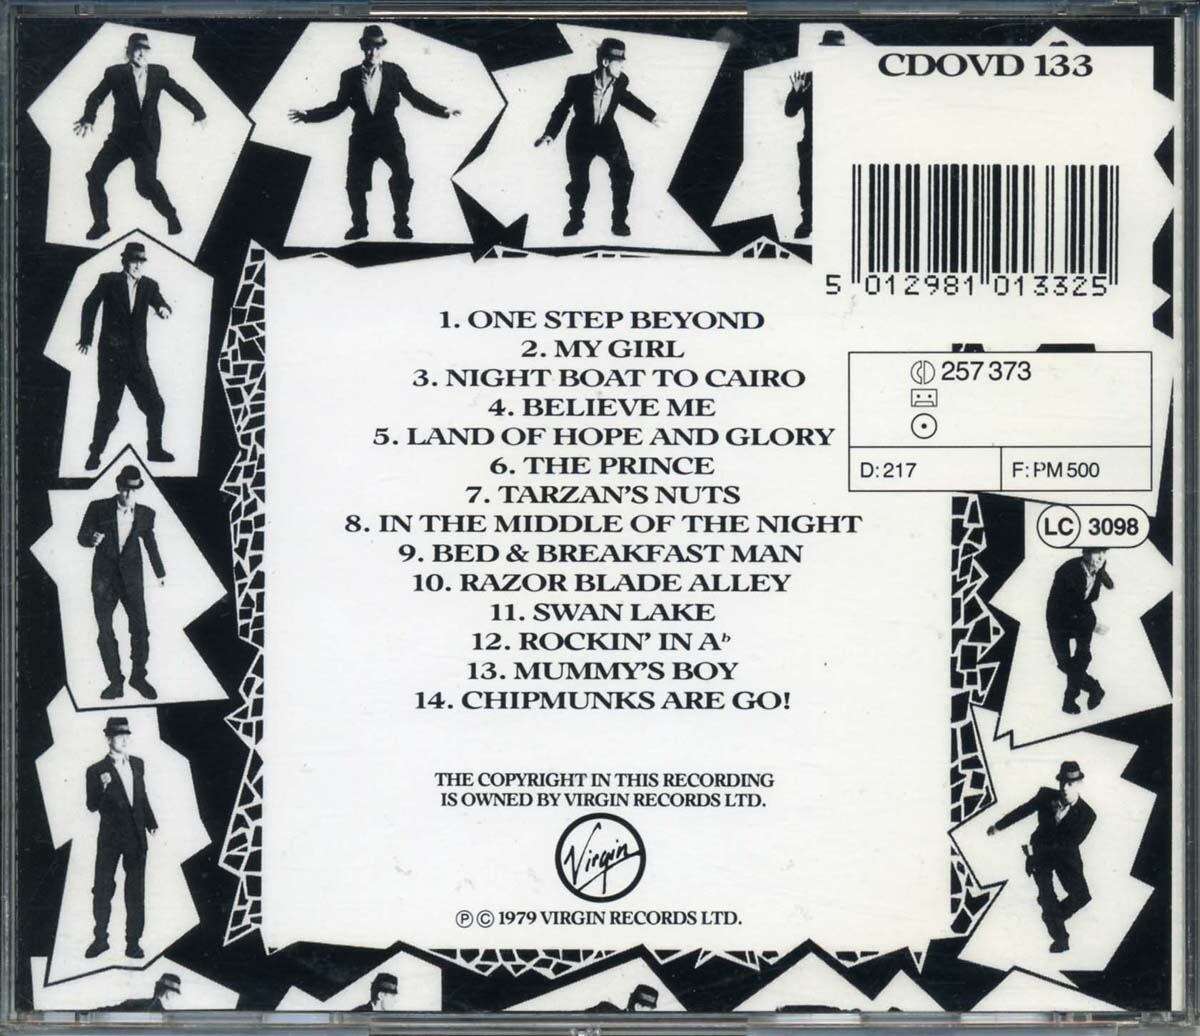 CDOVD 133
5 012981 013325
1. ONE STEP BEYOND
2. MY GIRL
3. NIGHT BOAT TO CAIRO
4. BELIEVE ME
5. LAND OF HOPE AND GLORY
6. THE PRINCE
7. TARZAN'S NUTS
8. IN THE MIDDLE OF THE NIGHT
9. BED & BREAKFAST MAN
10. RAZOR BLADE ALLEY
11. SWAN LAKE
12. ROCKIN' IN A♭
13. MUMMY'S BOY
14. CHIPMUNKS ARE GO!
CD 257 373
D: 217
F: PM 500
LC 3098
THE COPYRIGHT IN THIS RECORDING
IS OWNED BY VIRGIN RECORDS LTD.
Virgin
℗ © 1979 VIRGIN RECORDS LTD.